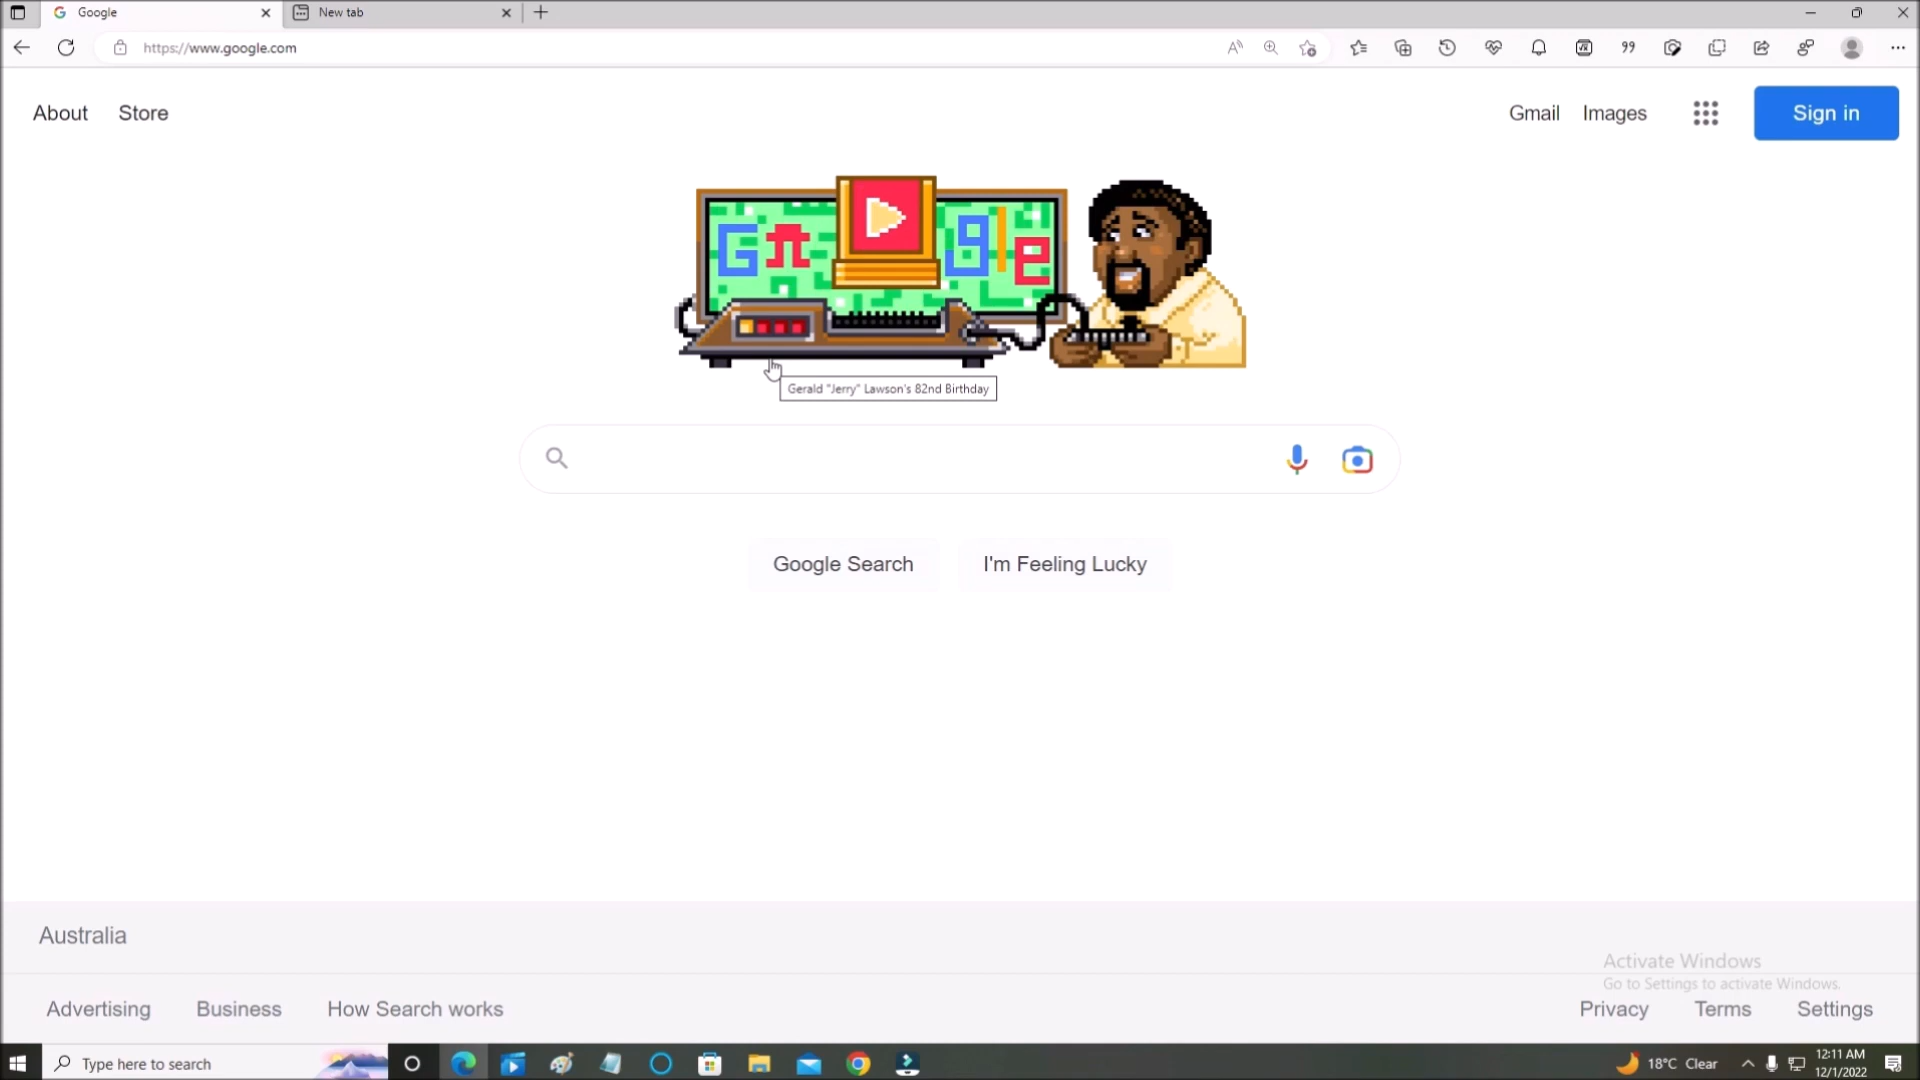 Google
New tab
https://www.google.com
About Store
Gmail Images Sign in
G gle
Gerald "Jerry" Lawson's 82nd Birthday
Google Search
I'm Feeling Lucky
Australia
Activate Windows
Go to Settings to activate Windows.
Advertising Business How Search works
Privacy Terms Settings
Type here to search
18°C Clear
12:11 AM
12/1/2022